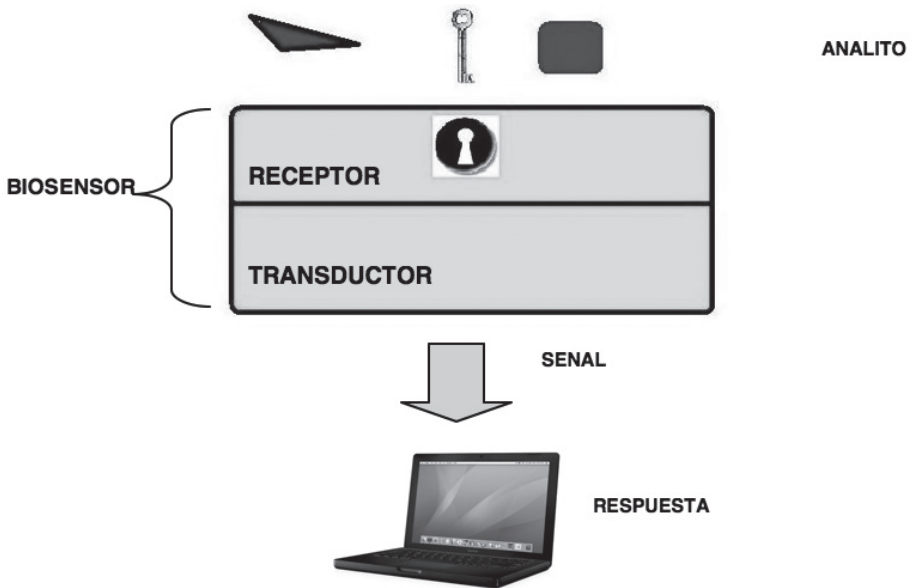 ANALITO
RECEPTOR
BIOSENSOR
TRANSDUCTOR
SENAL
RESPUESTA